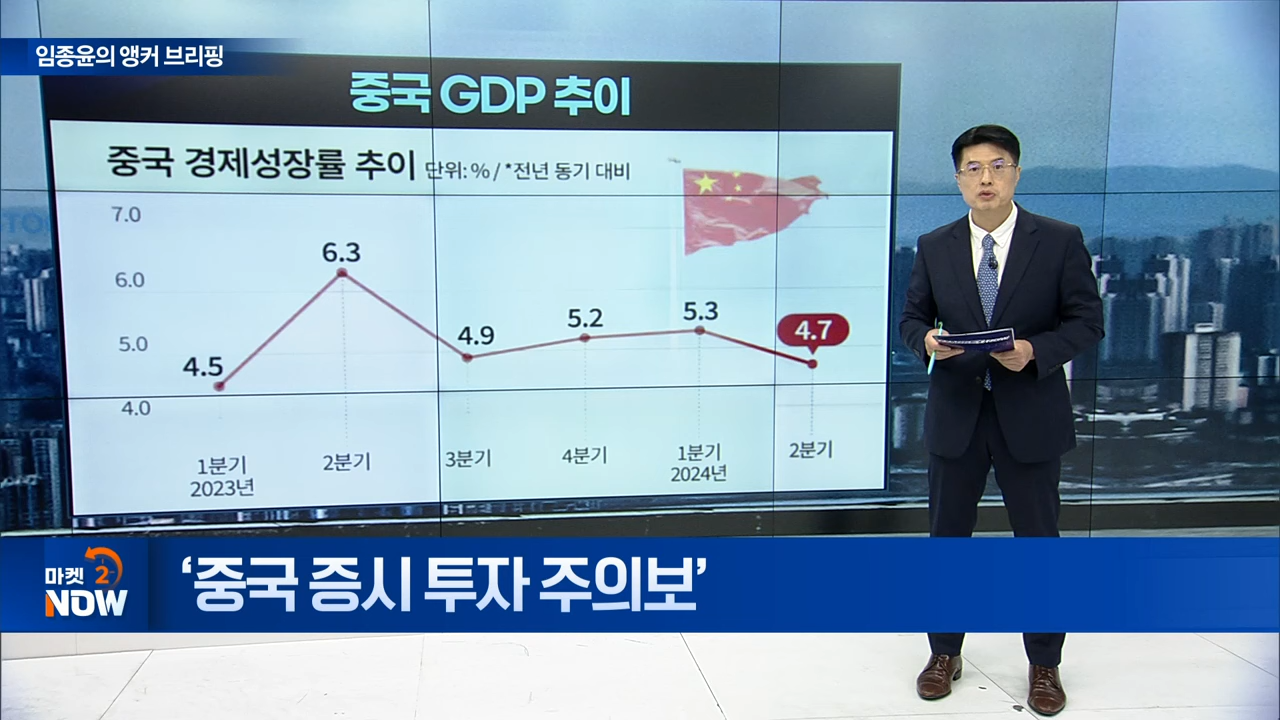 임종윤의 앵커 브리핑
중국 GDP 추이
중국 경제성장률 추이 단위: % / *전년 동기 대비
7.0
6.0
5.0
4.0
4.5
6.3
4.9
5.2
5.3
4.7
1분기
2023년
2분기
3분기
4분기
1분기
2024년
2분기
마켓 2
NOW
‘중국 증시 투자 주의보’